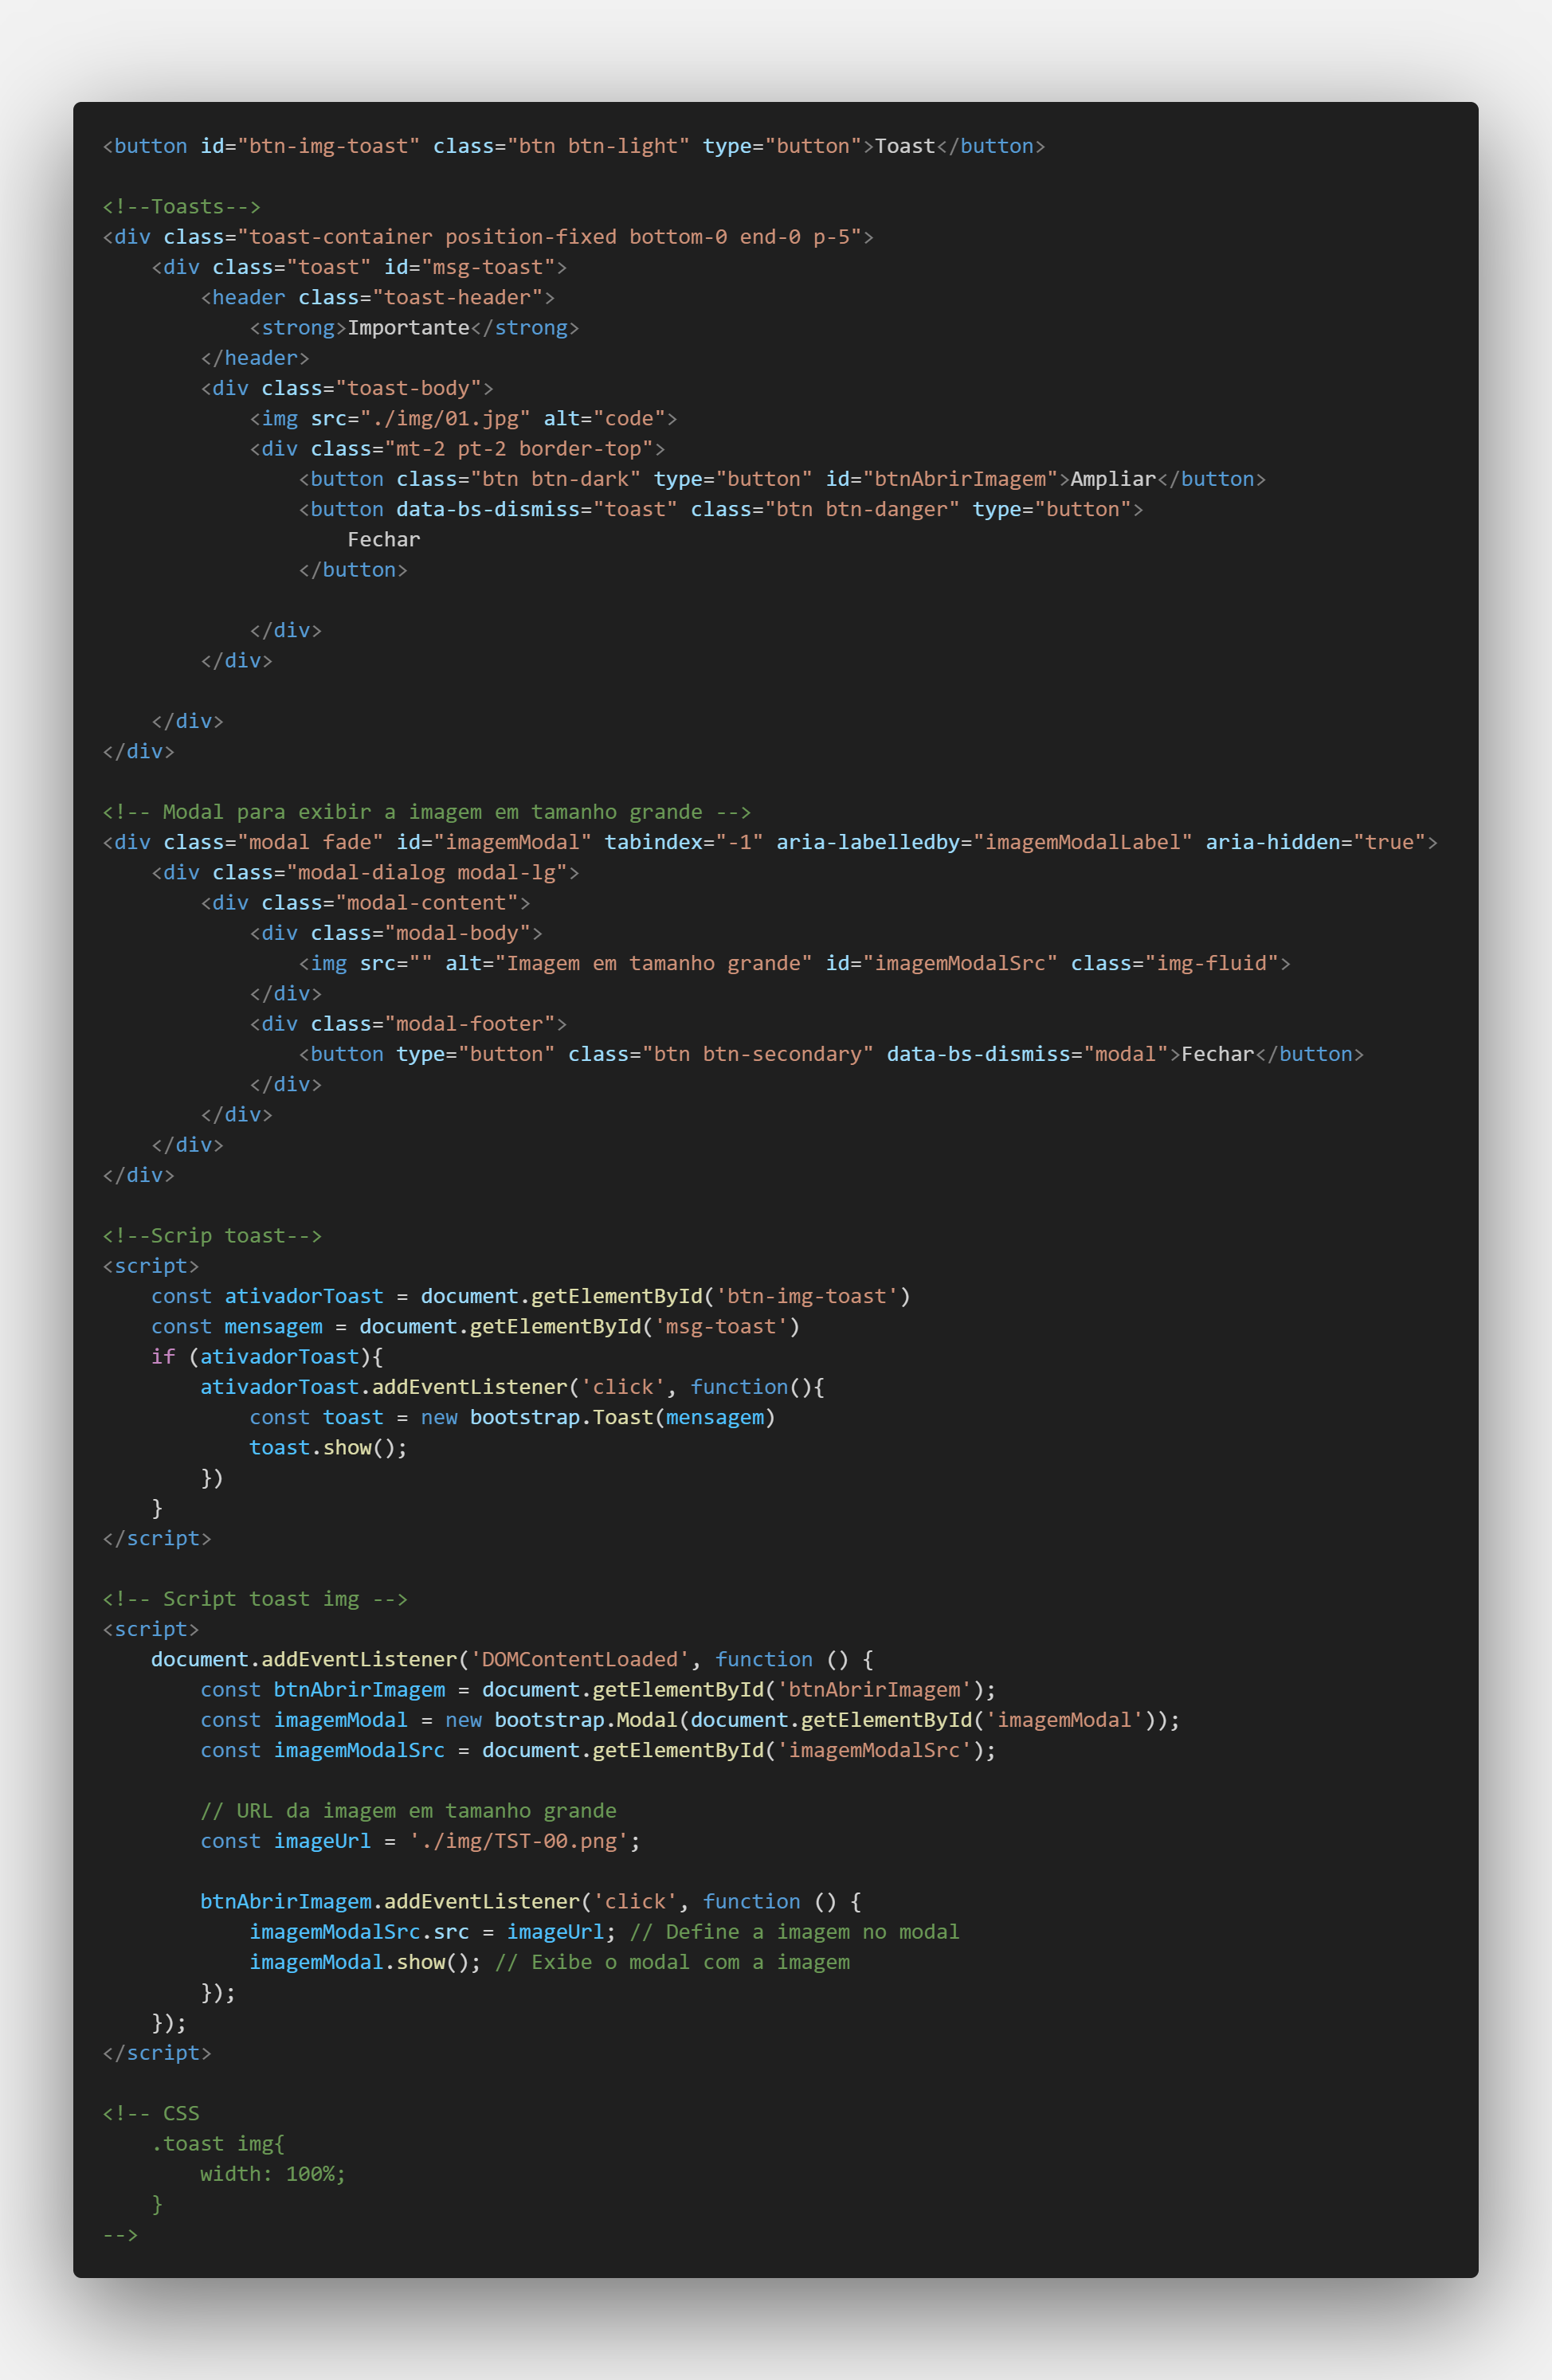 <button id="btn-img-toast" class="btn btn-light" type="button">Toast</button>

<!--Toasts-->
<div class="toast-container position-fixed bottom-0 end-0 p-5">
    <div class="toast" id="msg-toast">
        <header class="toast-header">
            <strong>Importante</strong>
        </header>
        <div class="toast-body">
            <img src="./img/01.jpg" alt="code">
            <div class="mt-2 pt-2 border-top">
                <button class="btn btn-dark" type="button" id="btnAbrirImagem">Ampliar</button>
                <button data-bs-dismiss="toast" class="btn btn-danger" type="button">
                    Fechar
                </button>

            </div>
        </div>

    </div>
</div>

<!-- Modal para exibir a imagem em tamanho grande -->
<div class="modal fade" id="imagemModal" tabindex="-1" aria-labelledby="imagemModalLabel" aria-hidden="true">
    <div class="modal-dialog modal-lg">
        <div class="modal-content">
            <div class="modal-body">
                <img src="" alt="Imagem em tamanho grande" id="imagemModalSrc" class="img-fluid">
            </div>
            <div class="modal-footer">
                <button type="button" class="btn btn-secondary" data-bs-dismiss="modal">Fechar</button>
            </div>
        </div>
    </div>
</div>

<!--Scrip toast-->
<script>
    const ativadorToast = document.getElementById('btn-img-toast')
    const mensagem = document.getElementById('msg-toast')
    if (ativadorToast){
        ativadorToast.addEventListener('click', function(){
            const toast = new bootstrap.Toast(mensagem)
            toast.show();
        })
    }
</script>

<!-- Script toast img -->
<script>
    document.addEventListener('DOMContentLoaded', function () {
        const btnAbrirImagem = document.getElementById('btnAbrirImagem');
        const imagemModal = new bootstrap.Modal(document.getElementById('imagemModal'));
        const imagemModalSrc = document.getElementById('imagemModalSrc');

        // URL da imagem em tamanho grande
        const imageUrl = './img/TST-00.png';

        btnAbrirImagem.addEventListener('click', function () {
            imagemModalSrc.src = imageUrl; // Define a imagem no modal
            imagemModal.show(); // Exibe o modal com a imagem
        });
    });
</script>

<!-- CSS
    .toast img{
        width: 100%;
    }
-->